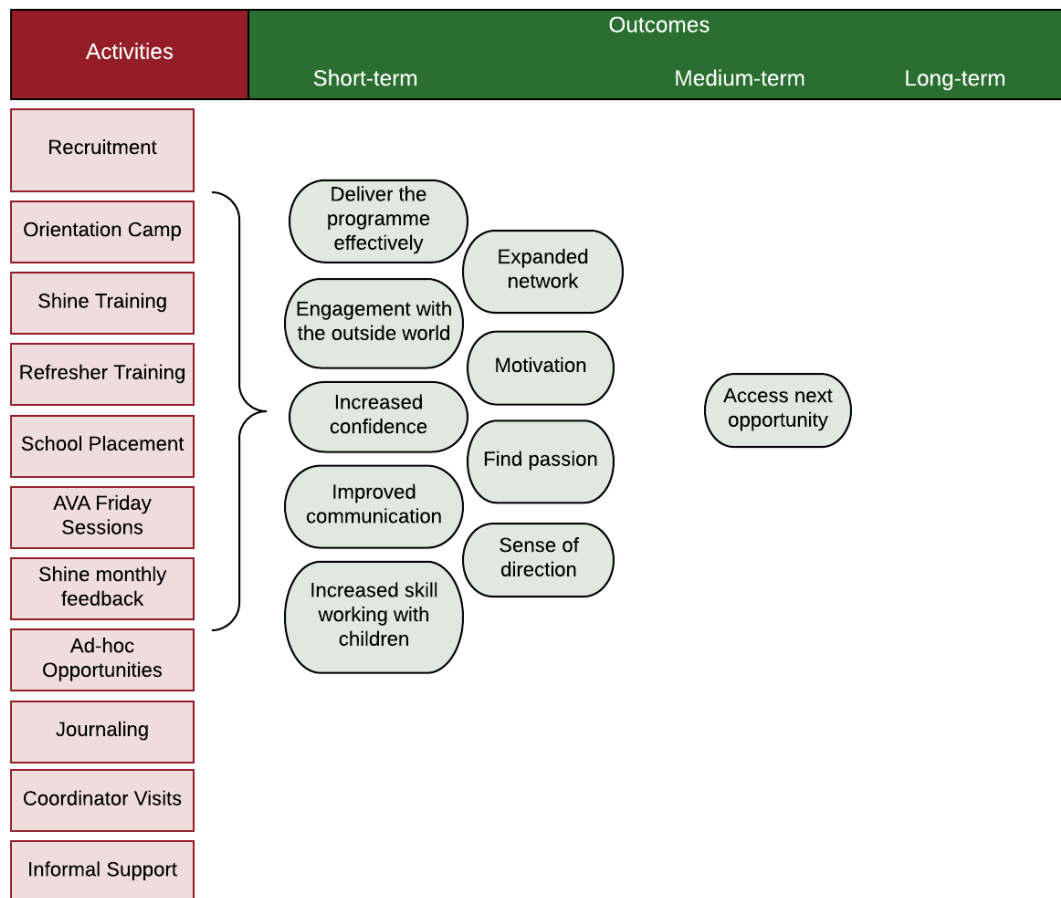 Activities
Outcomes
Short-term
Medium-term
Long-term
Recruitment
Orientation Camp
Shine Training
Refresher Training
School Placement
AVA Friday
Sessions
Shine monthly
feedback
Ad-hoc
Opportunities
Journaling
Coordinator Visits
Informal Support
Deliver the
programme
effectively
Engagement with
the outside world
Increased
confidence
Improved
communication
Increased skill
working with
children
Expanded
network
Motivation
Find passion
Sense of
direction
Access next
opportunity